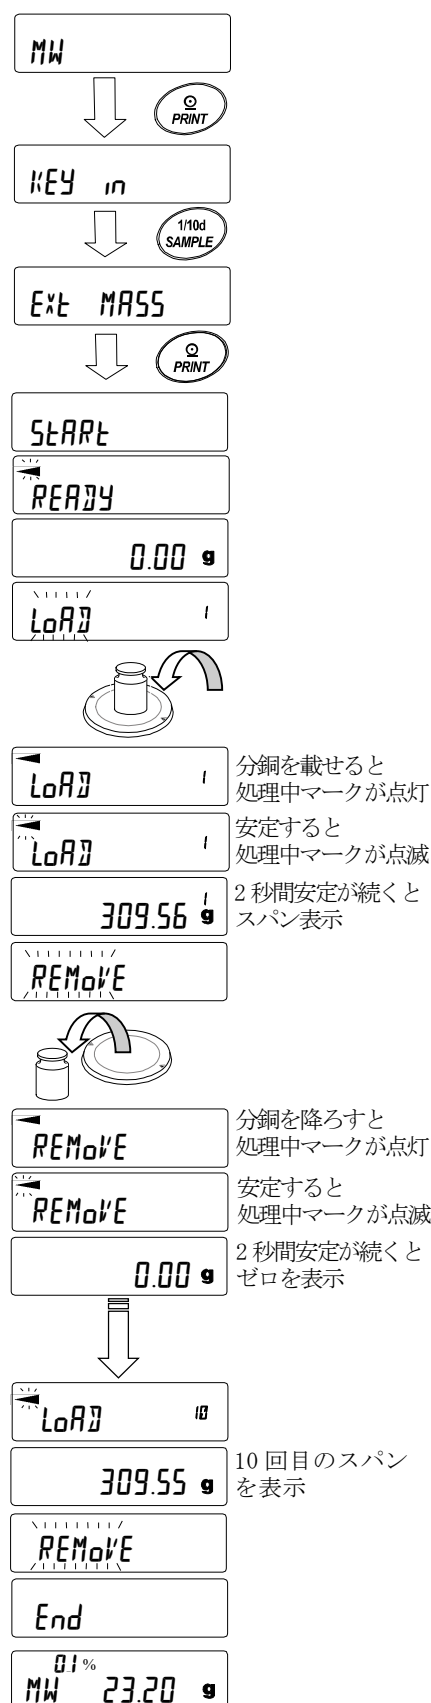 MW
PRINT
KEY in
1/10d
SAMPLE
Ext MASS
PRINT
StARt
READY
0.00 g
LoAD 1
LoAD 1
分銅を載せると
処理中マークが点灯
LoAD 1
安定すると
処理中マークが点滅
1
309.56 g
2 秒間安定が続くと
スパン表示
REMoVE
REMoVE
分銅を降ろすと
処理中マークが点灯
REMoVE
安定すると
処理中マークが点滅
0.00 g
2 秒間安定が続くと
ゼロを表示
LoAD 10
309.55 g
10 回目のスパン
を表示
REMoVE
End
0.1 %
MW 23.20 g